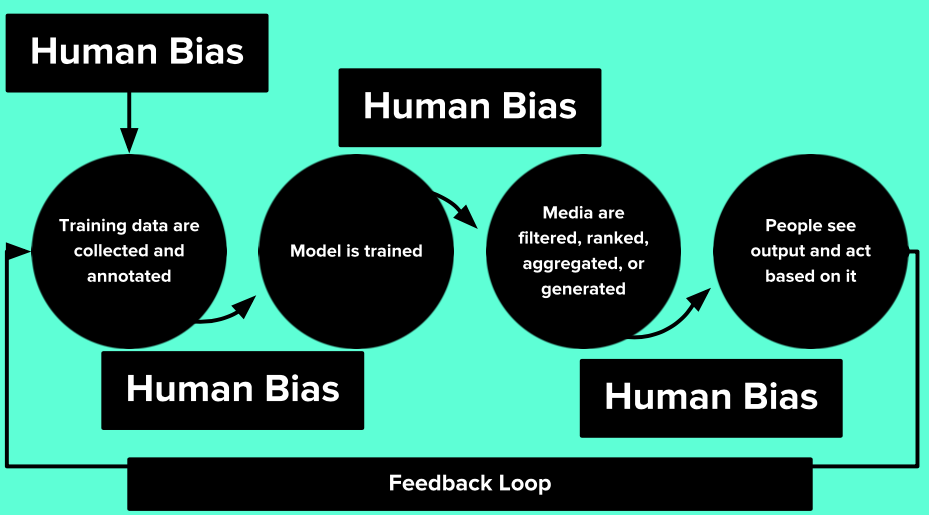 Human Bias
Human Bias
Training data are
collected and
annotated
Model is trained
Media are
filtered, ranked,
aggregated, or
generated
People see
output and act
based on it
Human Bias
Human Bias
Feedback Loop